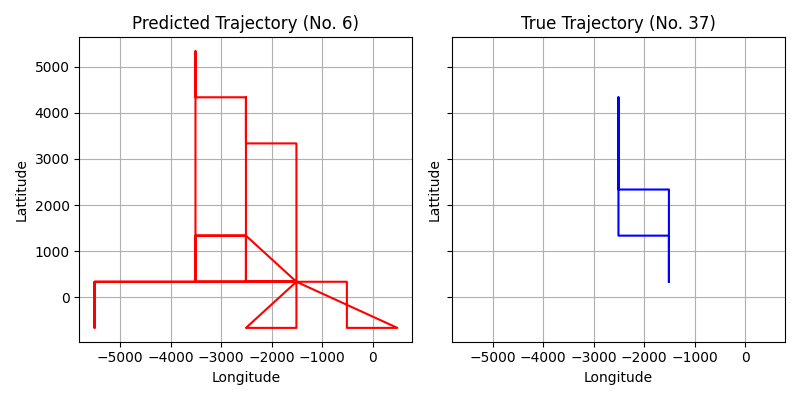 Predicted Trajectory (No. 6)
5000
4000
3000
2000
1000
0
Lattitude
−5000 −4000 −3000 −2000 −1000 0
Longitude
True Trajectory (No. 37)
Lattitude
−5000 −4000 −3000 −2000 −1000 0
Longitude